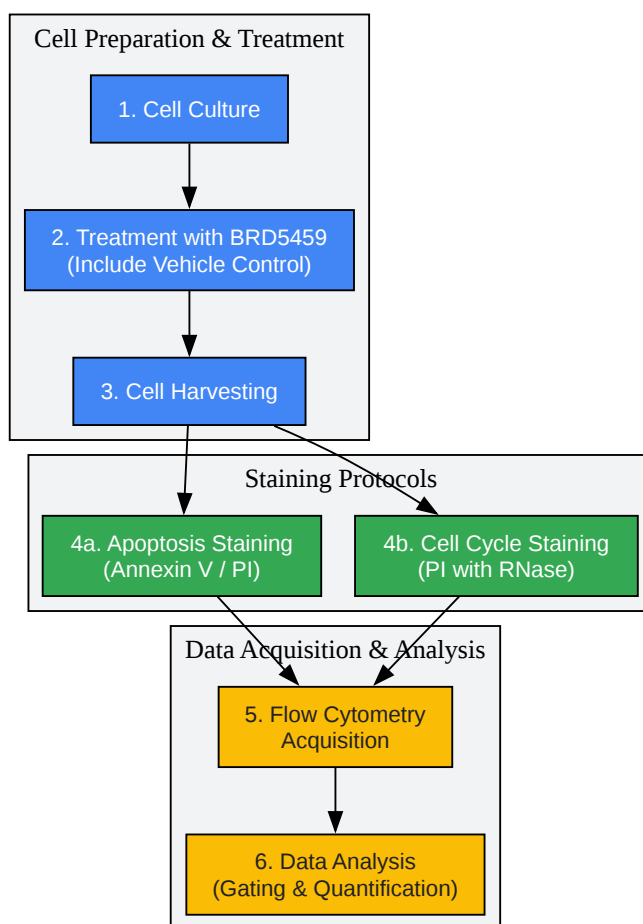 Cell Preparation & Treatment
1. Cell Culture
2. Treatment with BRD5459
(Include Vehicle Control)
3. Cell Harvesting
Staining Protocols
4a. Apoptosis Staining
(Annexin V / PI)
4b. Cell Cycle Staining
(PI with RNase)
Data Acquisition & Analysis
5. Flow Cytometry
Acquisition
6. Data Analysis
(Gating & Quantification)